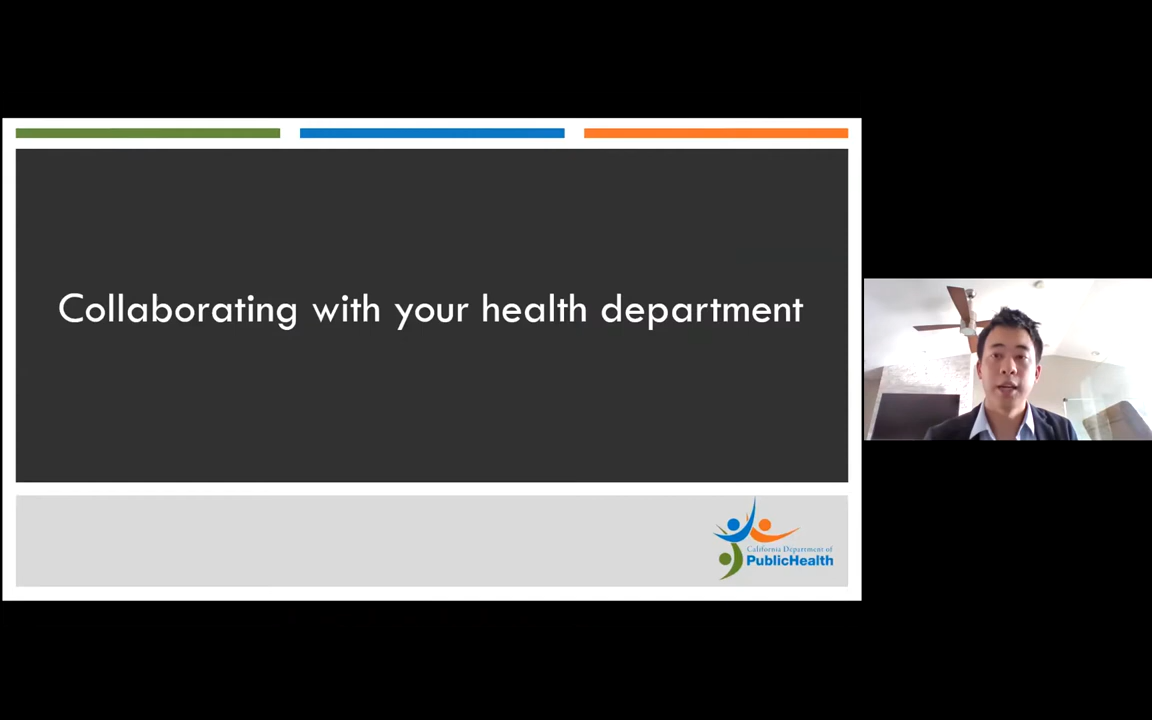 Collaborating with your health department
California Department of
PublicHealth